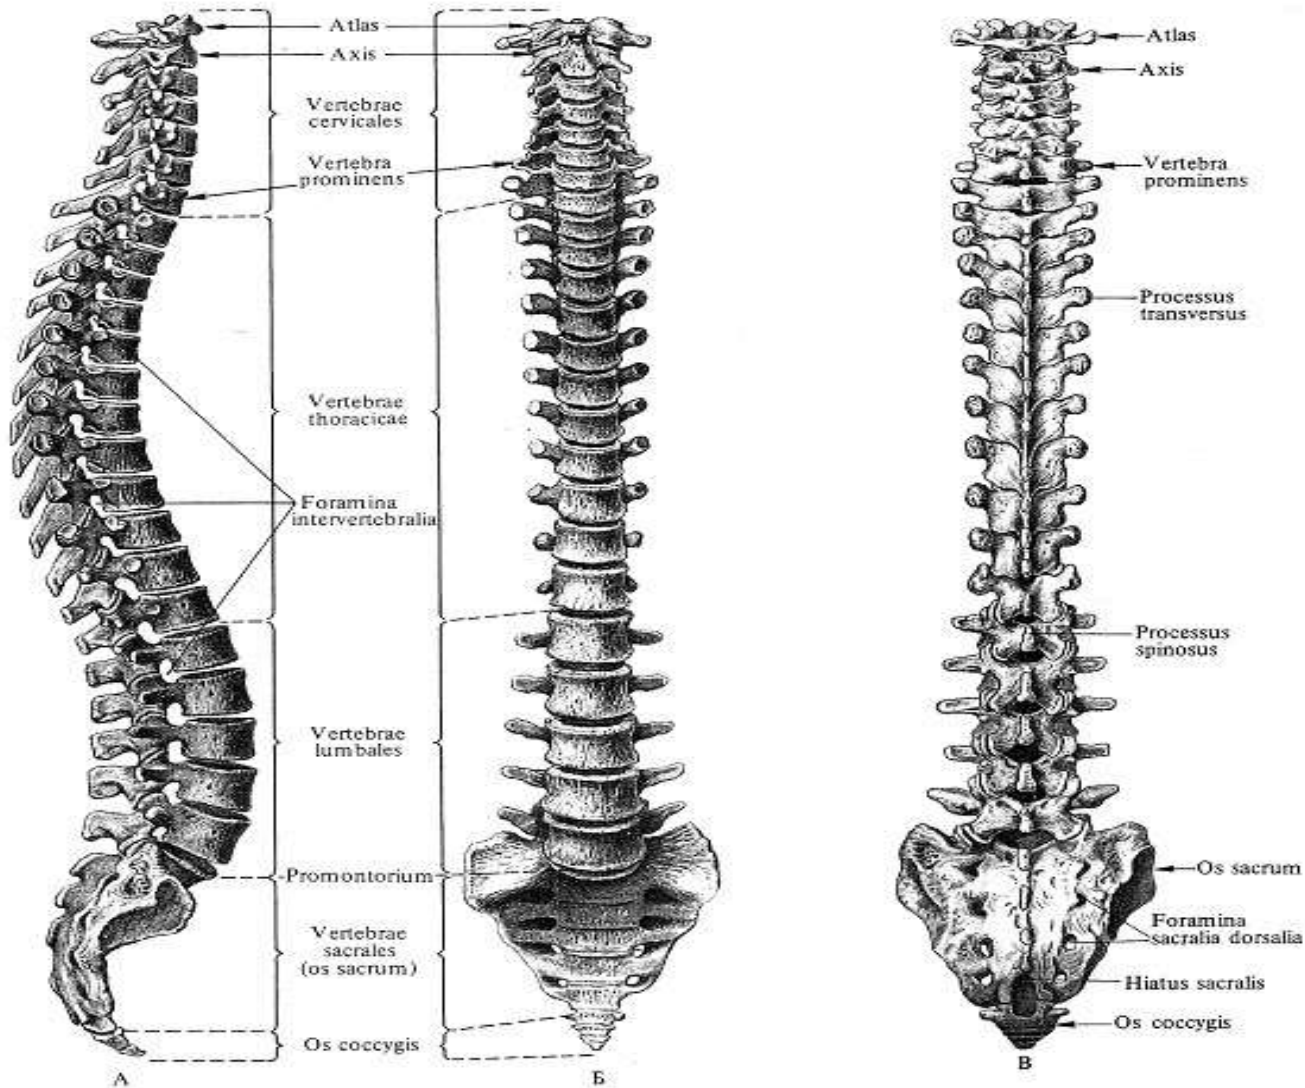 Atlas
Axis
Vertebrae
cervicales
Vertebra
prominens
Vertebrae
thoracicae
Foramina
intervertebralia
Vertebrae
lumbales
Promontorium
Vertebrae
sacrales
(os sacrum)
Os coccygis
Atlas
Axis
Vertebra
prominens
Processus
transversus
Processus
spinosus
Os sacrum
Foramina
sacralia dorsalia
Hiatus sacralis
Os coccygis
А
Б
В